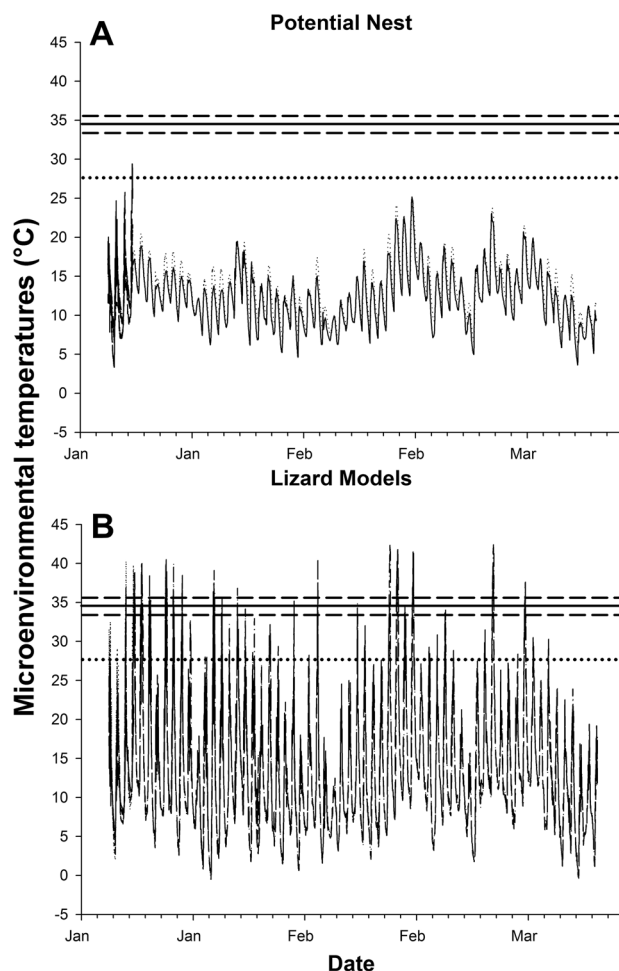 Potential Nest
A
45
40
35
30
25
20
15
10
5
0
-5
Jan Jan Feb Feb Mar
Lizard Models
B
45
40
35
30
25
20
15
10
5
0
-5
Jan Jan Feb Feb Mar
Date
Microenvironmental temperatures (°C)